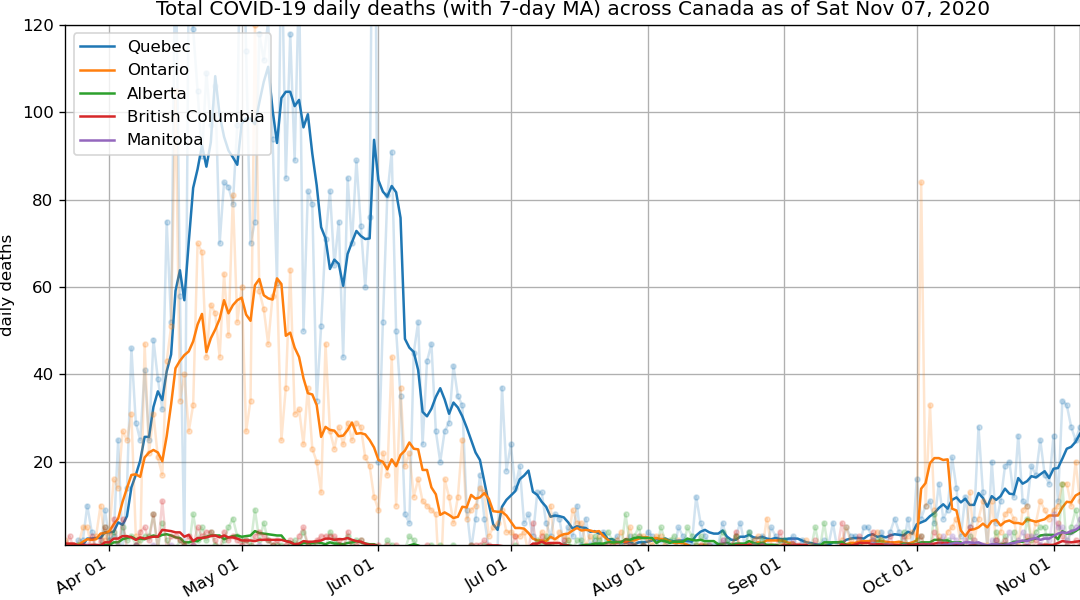 Total COVID-19 daily deaths (with 7-day MA) across Canada as of Sat Nov 07, 2020
120
100
80
60
40
20
daily deaths
Quebec
Ontario
Alberta
British Columbia
Manitoba
Apr 01
May 01
Jun 01
Jul 01
Aug 01
Sep 01
Oct 01
Nov 01